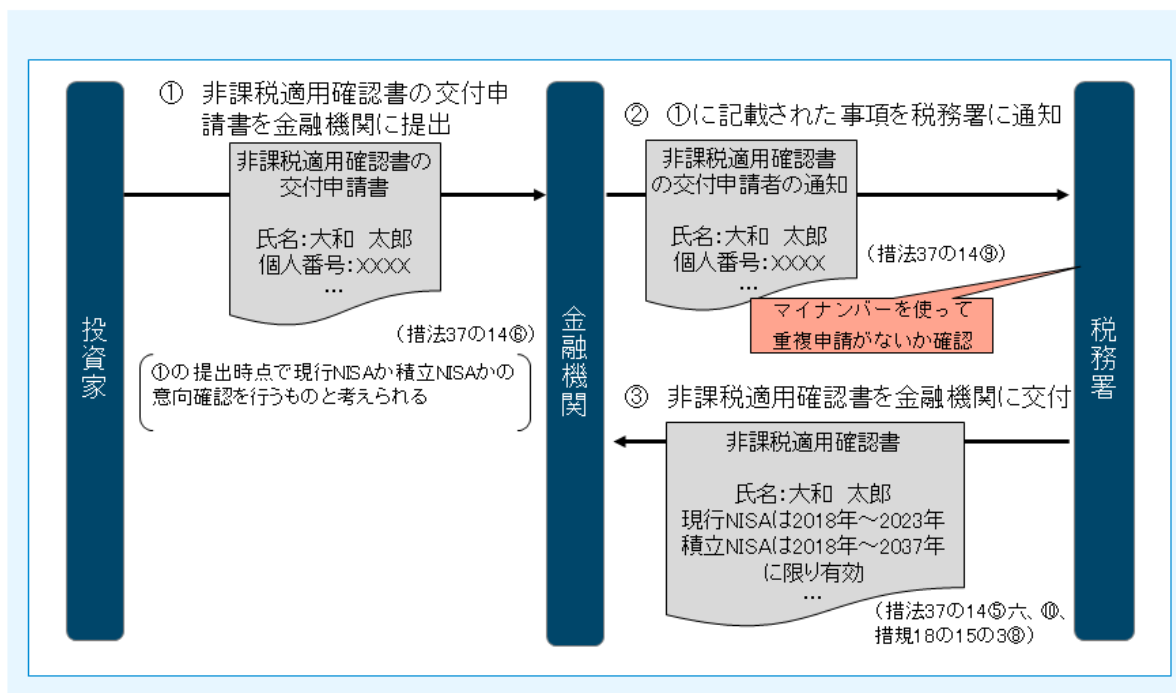 ① 非課税適用確認書の交付申
請書を金融機関に提出
非課税適用確認書の
交付申請書
氏名:大和 太郎
個人番号:XXXX
…
(措法37の14⑥)
①の提出時点で現行NISAか積立NISAかの
意向確認を行うものと考えられる
投資家
金融機関
② ①に記載された事項を税務署に通知
非課税適用確認書
の交付申請者の通知
氏名:大和 太郎
個人番号:XXXX
…
(措法37の14⑨)
マイナンバーを使って
重複申請がないか確認
③ 非課税適用確認書を金融機関に交付
非課税適用確認書
氏名:大和 太郎
現行NISAは2018年~2023年
積立NISAは2018年~2037年
に限り有効
…
(措法37の14⑤六、⑩、
措規18の15の3⑧)
税務署